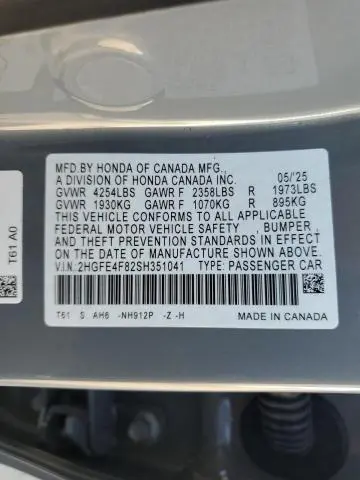 MFD.BY HONDA OF CANADA MFG.,
A DIVISION OF HONDA CANADA INC. 05/'25
GVWR 4254LBS GAWR F 2358LBS R 1973LBS
GVWR 1930KG GAWR F 1070KG R 895KG
THIS VEHICLE CONFORMS TO ALL APPLICABLE
FEDERAL MOTOR VEHICLE SAFETY , BUMPER ,
AND THEFT PREVENTION STANDARDS IN EFFECT
ON THE DATE OF MANUFACTURE SHOWN ABOVE.
V.I.N: 2HGFE4F82SH351041 TYPE: PASSENGER CAR
T61 S AH6 -NH912P -Z -H MADE IN CANADA
T61 A0